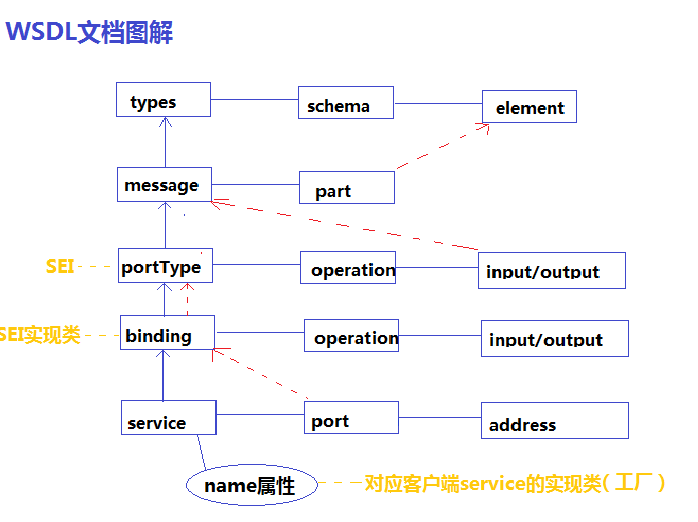 WSDL文档图解
types schema element
message part
SEI portType operation input/output
SEI实现类 binding operation input/output
service port address
name属性 对应客户端service的实现类(工厂)